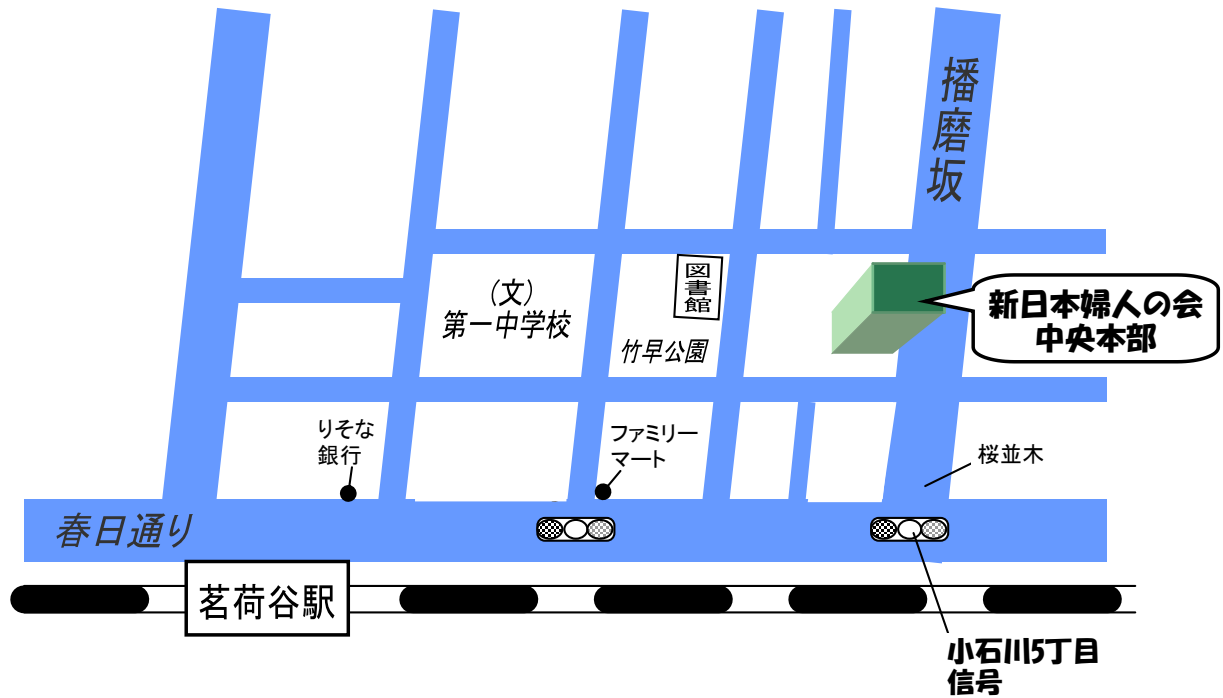 播磨坂
図書館
新日本婦人の会
中央本部
（文）
第一中学校
竹早公園
りそな
銀行
ファミリー
マート
桜並木
春日通り
茗荷谷駅
小石川5丁目
信号